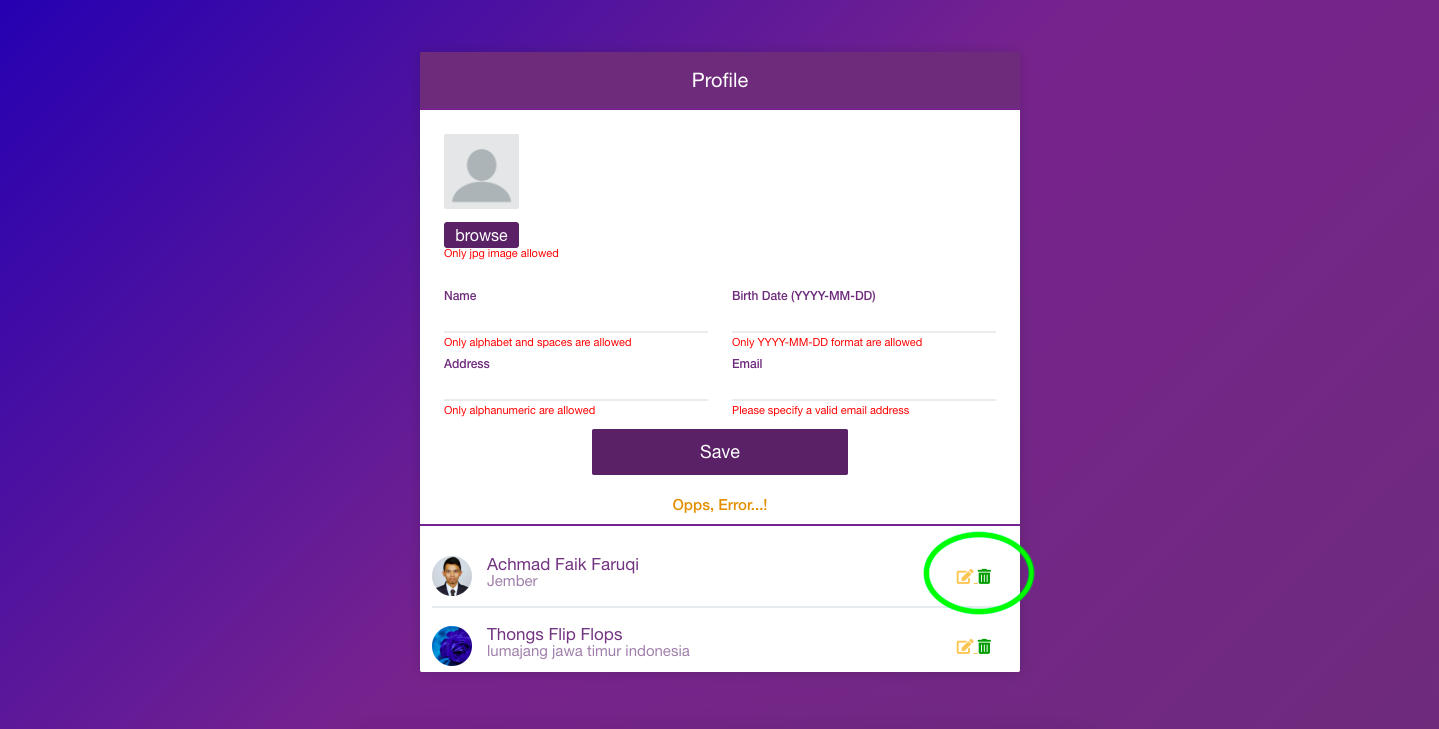 Profile
browse
Only jpg image allowed
Name
Birth Date (YYYY-MM-DD)
Only alphabet and spaces are allowed
Only YYYY-MM-DD format are allowed
Address
Email
Only alphanumeric are allowed
Please specify a valid email address
Save
Opps, Error...!
Achmad Faik Faruqi
Jember
Thongs Flip Flops
lumajang jawa timur indonesia